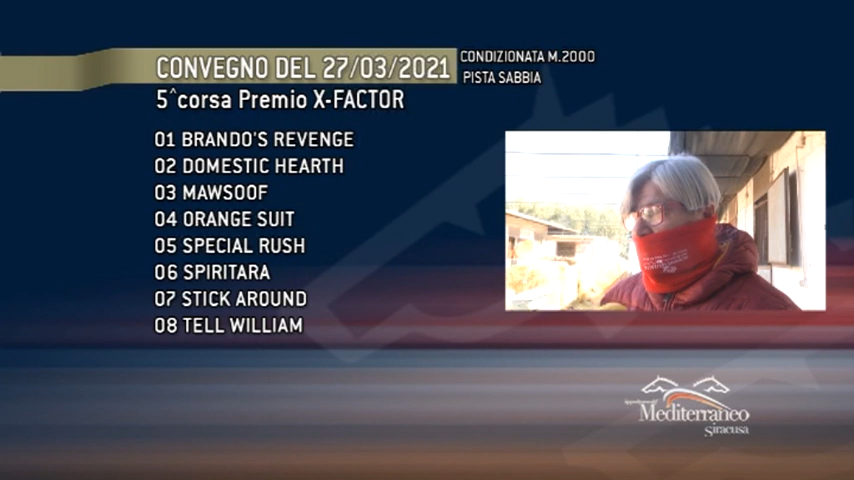 CONVEGNO DEL 27/03/2021
CONDIZIONATA M.2000
PISTA SABBIA
5^corsa Premio X-FACTOR
01 BRANDO'S REVENGE
02 DOMESTIC HEARTH
03 MAWSOOF
04 ORANGE SUIT
05 SPECIAL RUSH
06 SPIRITARA
07 STICK AROUND
08 TELL WILLIAM
Mediterraneo
Siracusa